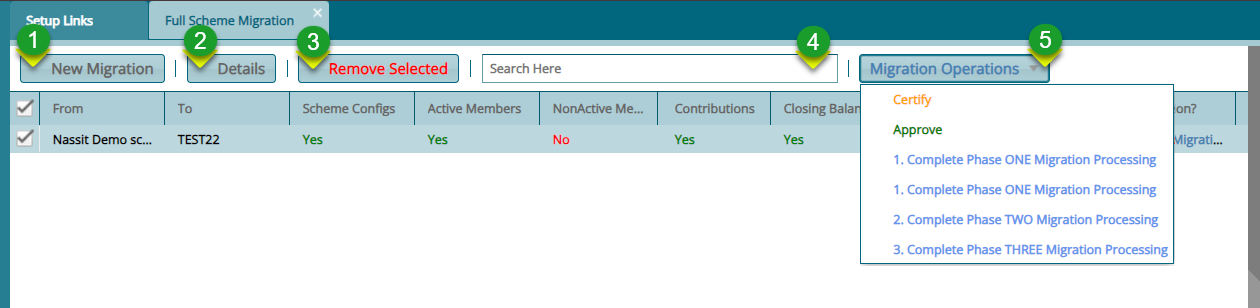 Setup Links
Full Scheme Migration ×
1 2 3 4 5
New Migration | Details | Remove Selected | Search Here | Migration Operations
From To Scheme Configs Active Members NonActive Me... Contributions Closing Balan on?
Nassit Demo sc... TEST22 Yes Yes No Yes Yes Migrati...
Certify
Approve
1. Complete Phase ONE Migration Processing
1. Complete Phase ONE Migration Processing
2. Complete Phase TWO Migration Processing
3. Complete Phase THREE Migration Processing